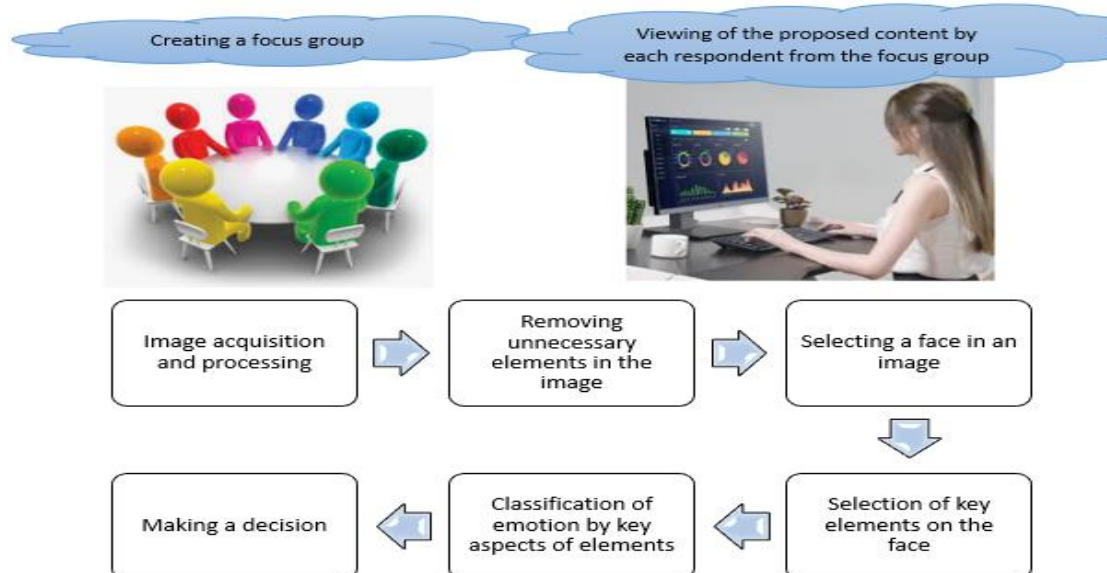 Creating a focus group
Viewing of the proposed content by
each respondent from the focus group
Image acquisition
and processing
Removing
unnecessary
elements in the
image
Selecting a face in an
image
Selection of key
elements on the
face
Classification of
emotion by key
aspects of elements
Making a decision